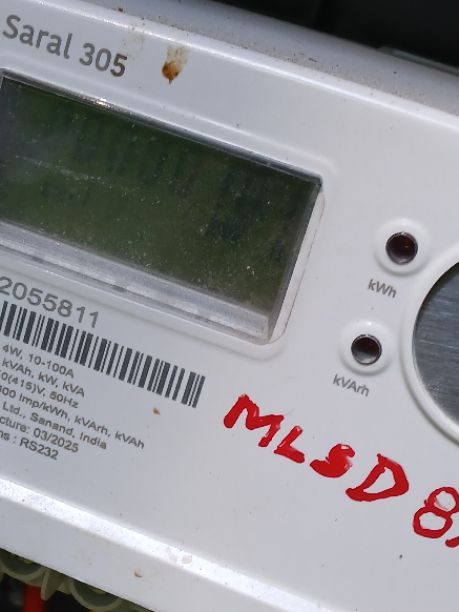 Saral 305
2055811
4W, 10-100A
kVAh, kW, kVA
0(415)V, 50Hz
00 imp/kWh, kVArh, kVAh
Ltd., Sanand, India
cture: 03/2025
ns : RS232
kWh
kVArh
MLSD 8